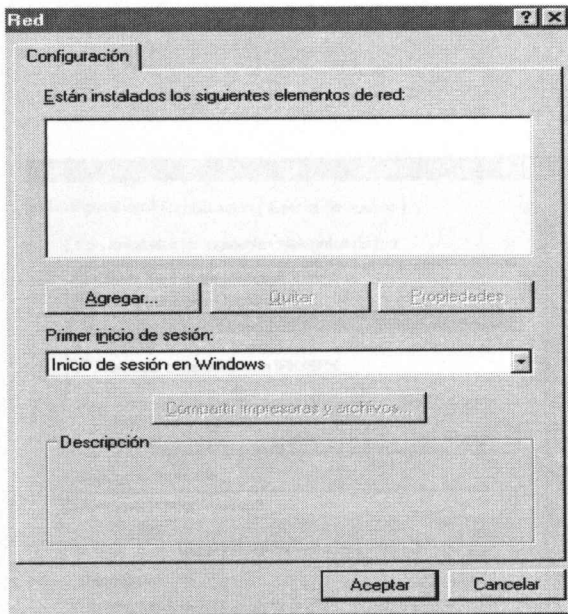 Red
Configuración
Están instalados los siguientes elementos de red:
Agregar... Quitar Propiedades
Primer inicio de sesión:
Inicio de sesión en Windows
Compartir impresoras y archivos...
Descripción
Aceptar Cancelar